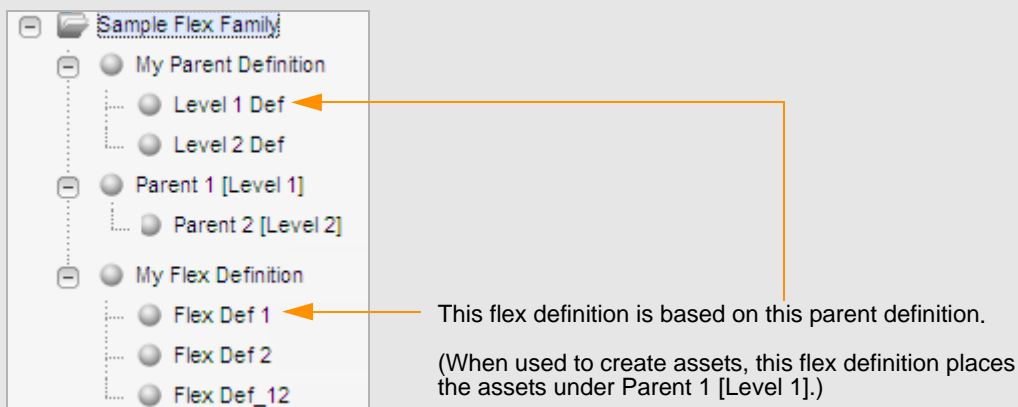 Sample Flex Family
My Parent Definition
Level 1 Def
Level 2 Def
Parent 1 [Level 1]
Parent 2 [Level 2]
My Flex Definition
Flex Def 1
Flex Def 2
Flex Def_12
This flex definition is based on this parent definition.
(When used to create assets, this flex definition places
the assets under Parent 1 [Level 1].)